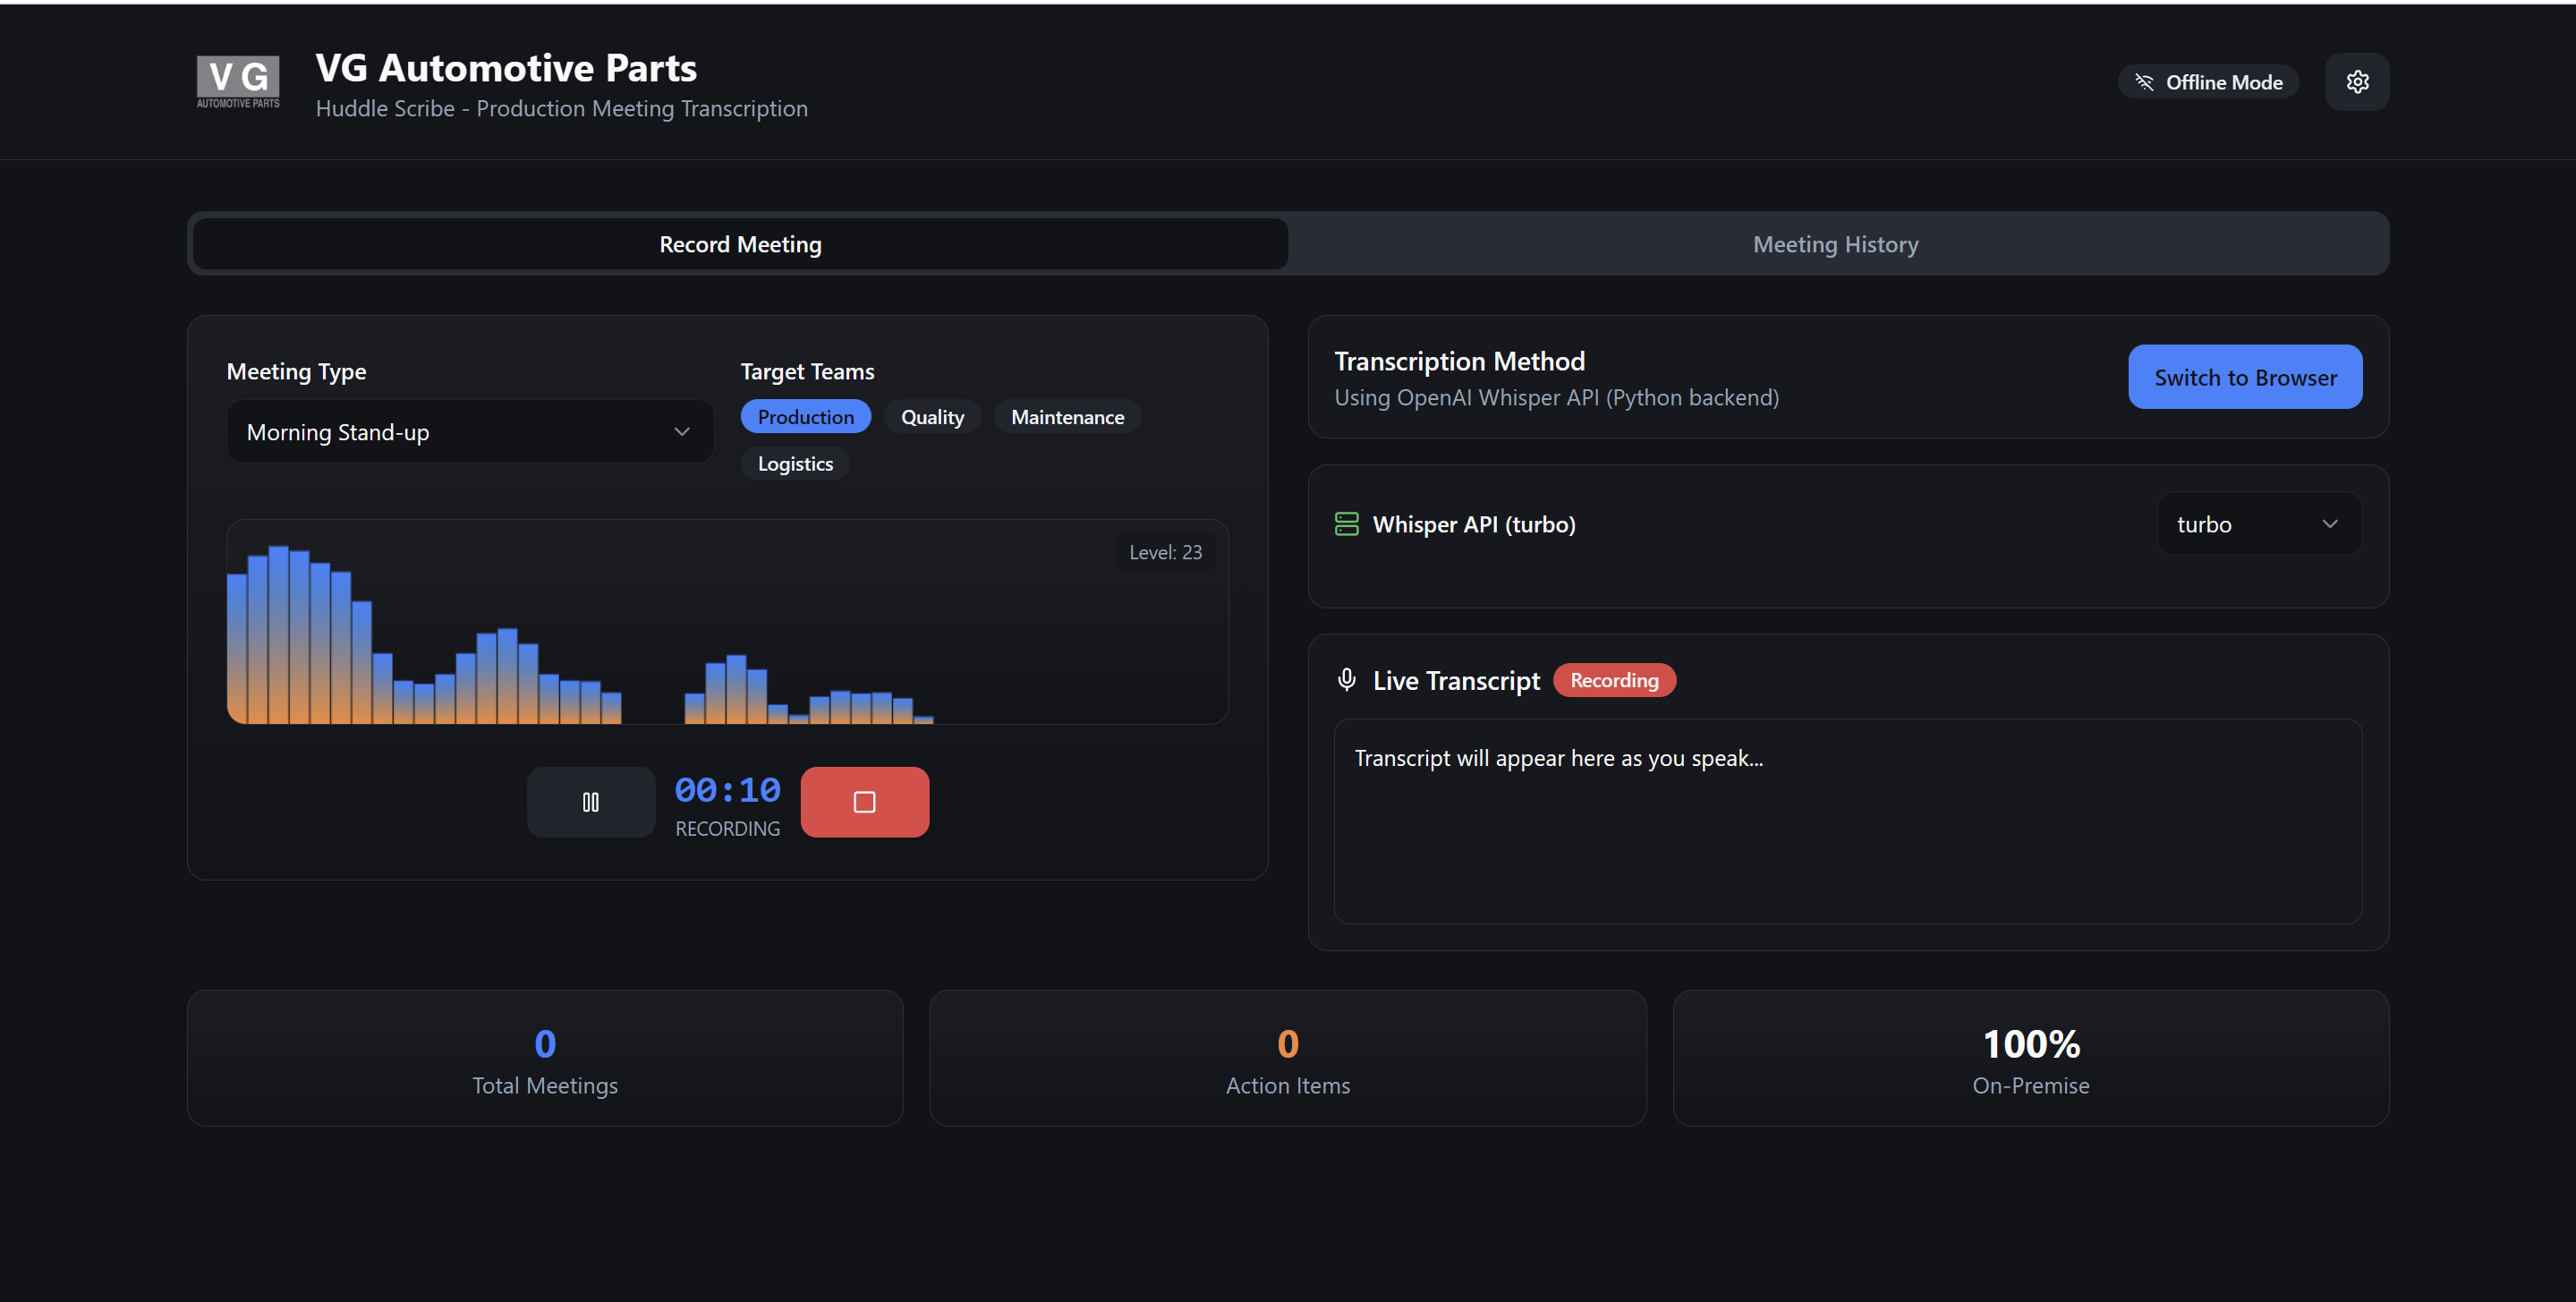 VG
AUTOMOTIVE PARTS
VG Automotive Parts
Huddle Scribe - Production Meeting Transcription
Offline Mode
Record Meeting
Meeting History
Meeting Type
Morning Stand-up
Target Teams
Production
Quality
Maintenance
Logistics
Level: 23
00:10
RECORDING
Transcription Method
Using OpenAI Whisper API (Python backend)
Switch to Browser
Whisper API (turbo)
turbo
Live Transcript
Recording
Transcript will appear here as you speak...
0
Total Meetings
0
Action Items
100%
On-Premise